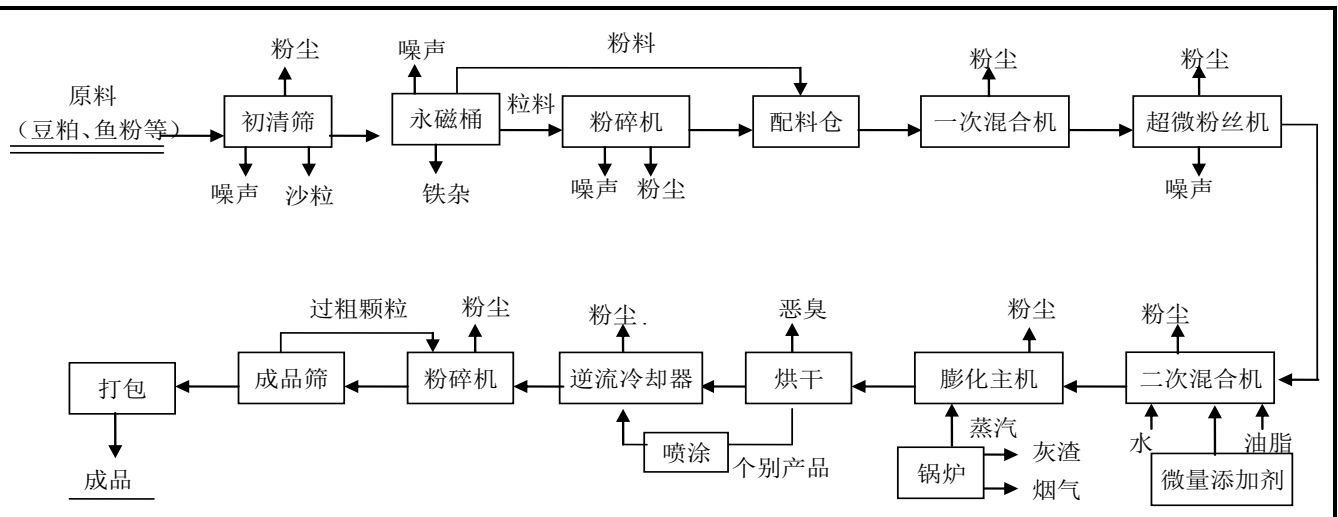 粉尘
噪声
粉料
粉尘
粉尘
原料
（豆粕、鱼粉等）
初清筛
永磁桶
粒料
粉碎机
配料仓
一次混合机
超微粉丝机
噪声
沙粒
铁杂
噪声
粉尘
噪声
过粗颗粒
粉尘
粉尘.
恶臭
粉尘
粉尘
打包
成品筛
粉碎机
逆流冷却器
烘干
膨化主机
二次混合机
成品
喷涂
个别产品
蒸汽
锅炉
灰渣
烟气
水
油脂
微量添加剂